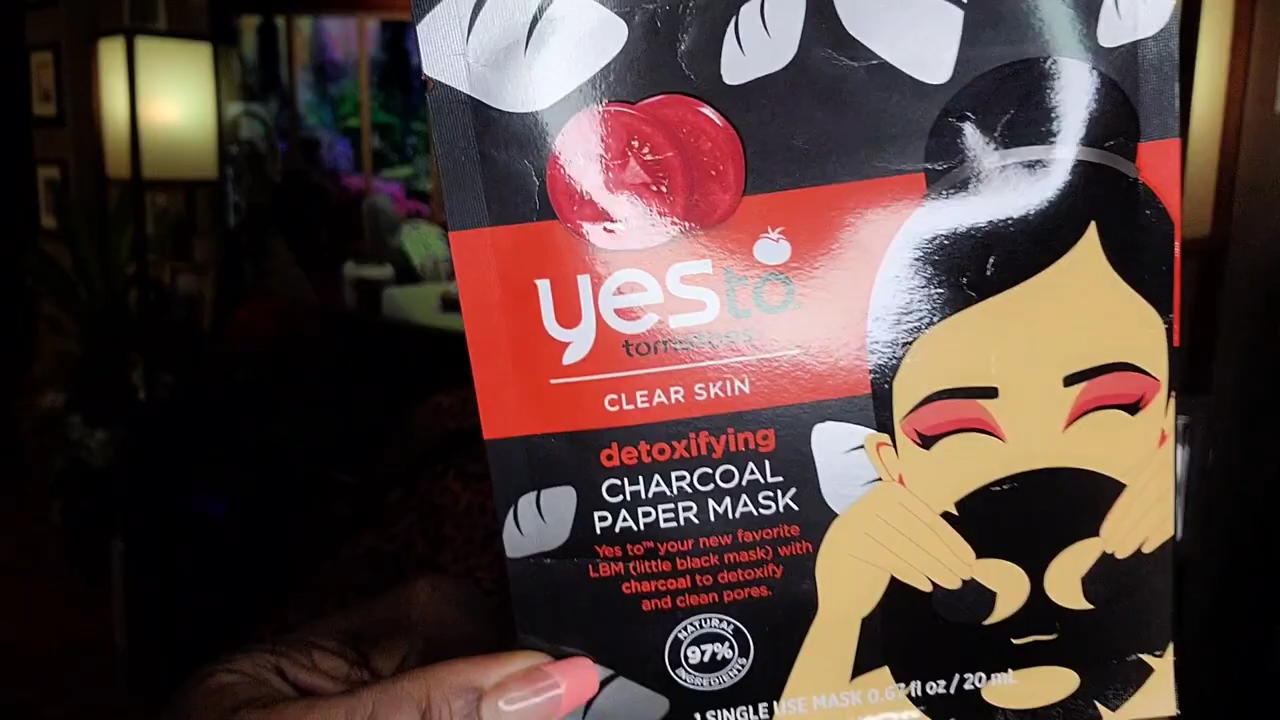 yes to
tomatoes
CLEAR SKIN
detoxifying
CHARCOAL
PAPER MASK
Yes to™ your new favorite
LBM (little black mask) with
charcoal to detoxify
and clean pores.
NATURAL
97%
INGREDIENTS
1 SINGLE USE MASK 0.67 fl oz / 20 mL